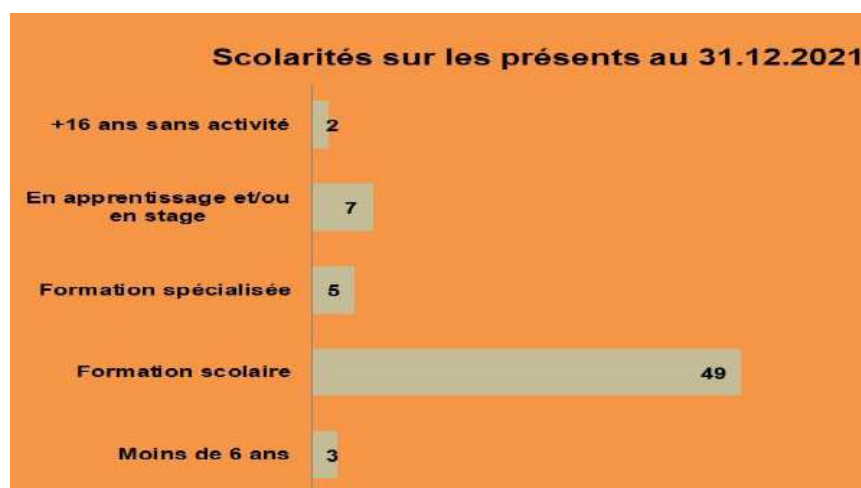 Scolarités sur les présents au 31.12.2021
+16 ans sans activité
2
En apprentissage et/ou
en stage
7
Formation spécialisée
5
Formation scolaire
49
Moins de 6 ans
3